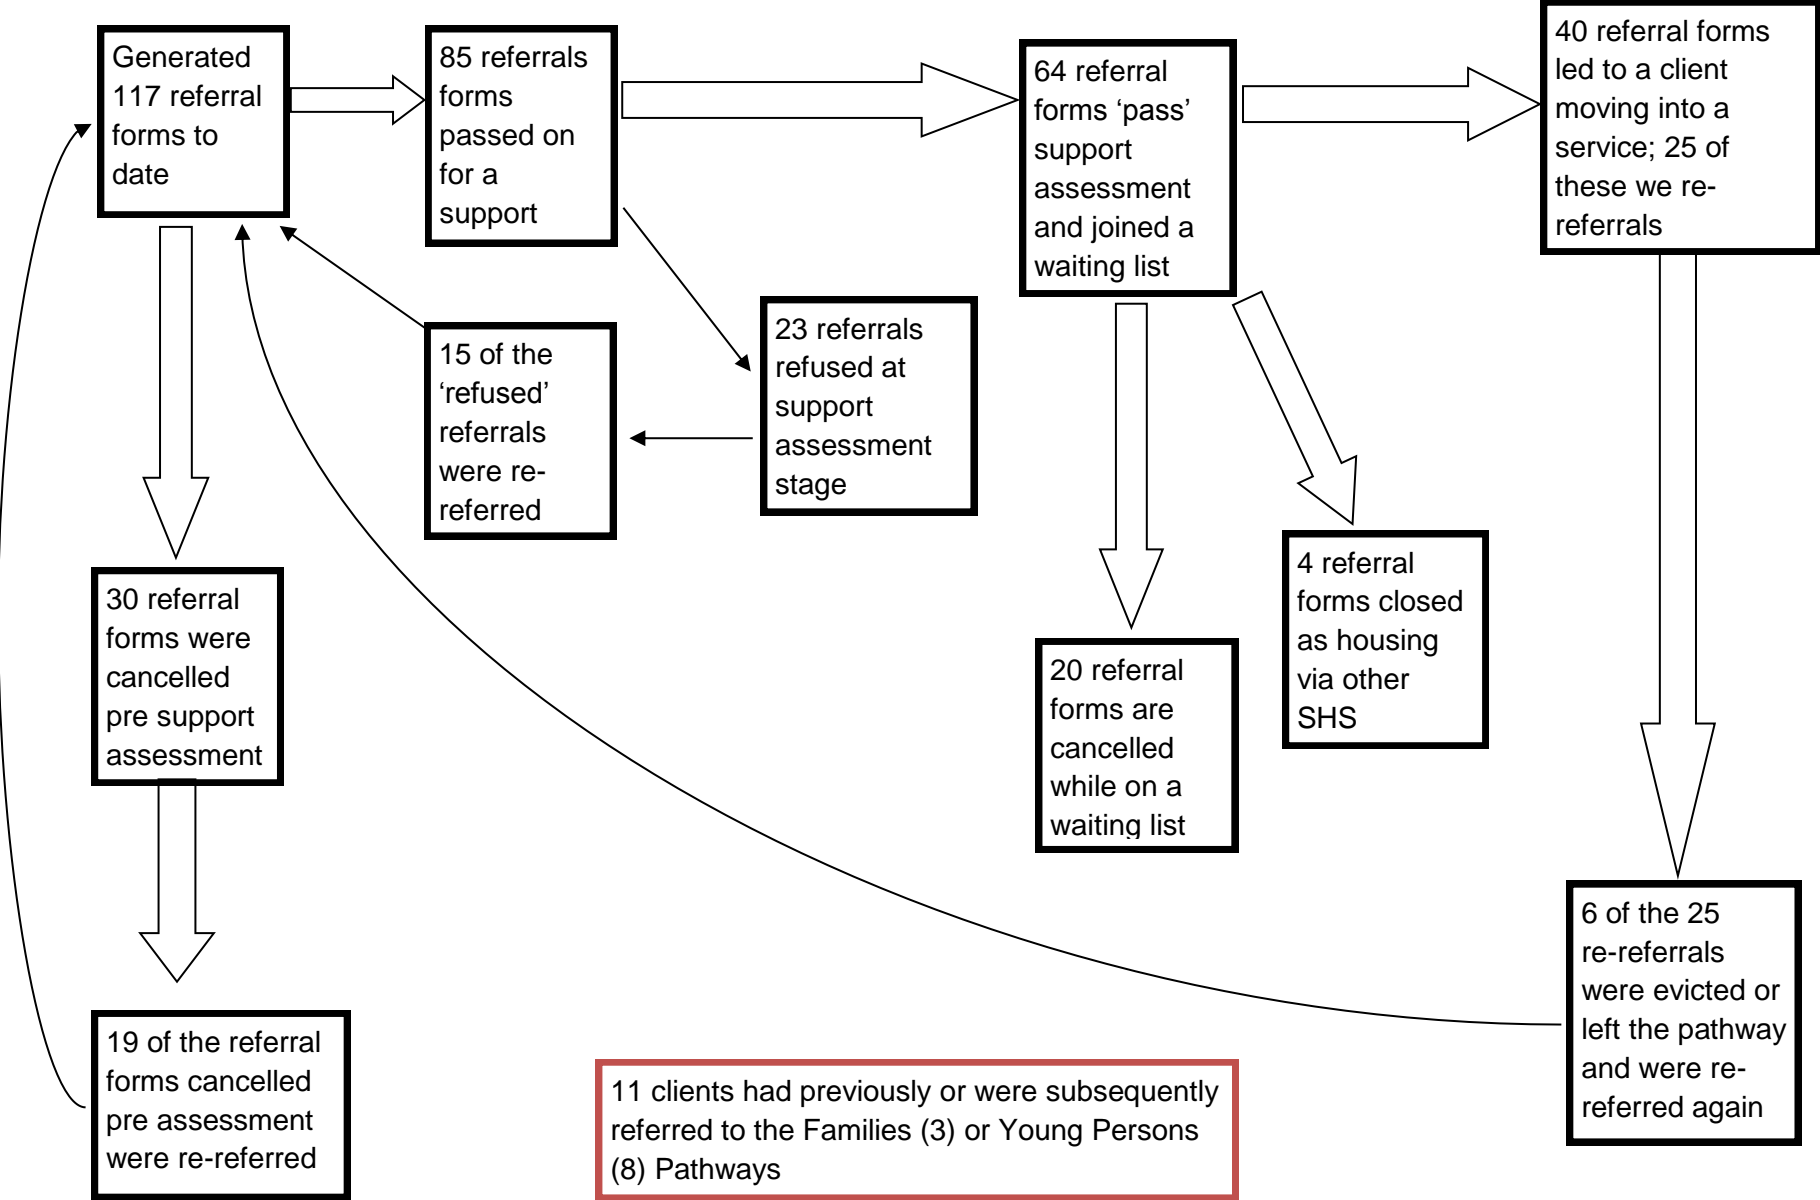 Generated
117 referral
forms to
date
85 referrals
forms
passed on
for a
support
64 referral
forms ‘pass’
support
assessment
and joined a
waiting list
40 referral forms
led to a client
moving into a
service; 25 of
these we re-
referrals
15 of the
‘refused’
referrals
were re-
referred
23 referrals
refused at
support
assessment
stage
30 referral
forms were
cancelled
pre support
assessment
20 referral
forms are
cancelled
while on a
waiting list
4 referral
forms closed
as housing
via other
SHS
19 of the referral
forms cancelled
pre assessment
were re-referred
11 clients had previously or were subsequently
referred to the Families (3) or Young Persons
(8) Pathways
6 of the 25
re-referrals
were evicted or
left the pathway
and were re-
referred again